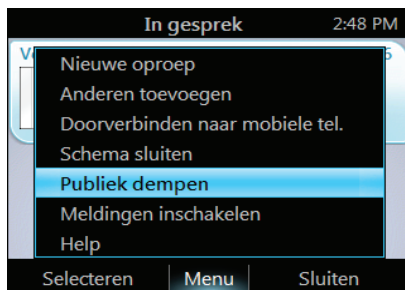 In gesprek 2:48 PM
Nieuwe oproep
Anderen toevoegen
Doorverbinden naar mobiele tel.
Schema sluiten
Publiek dempen
Meldingen inschakelen
Help
Selecteren Menu Sluiten